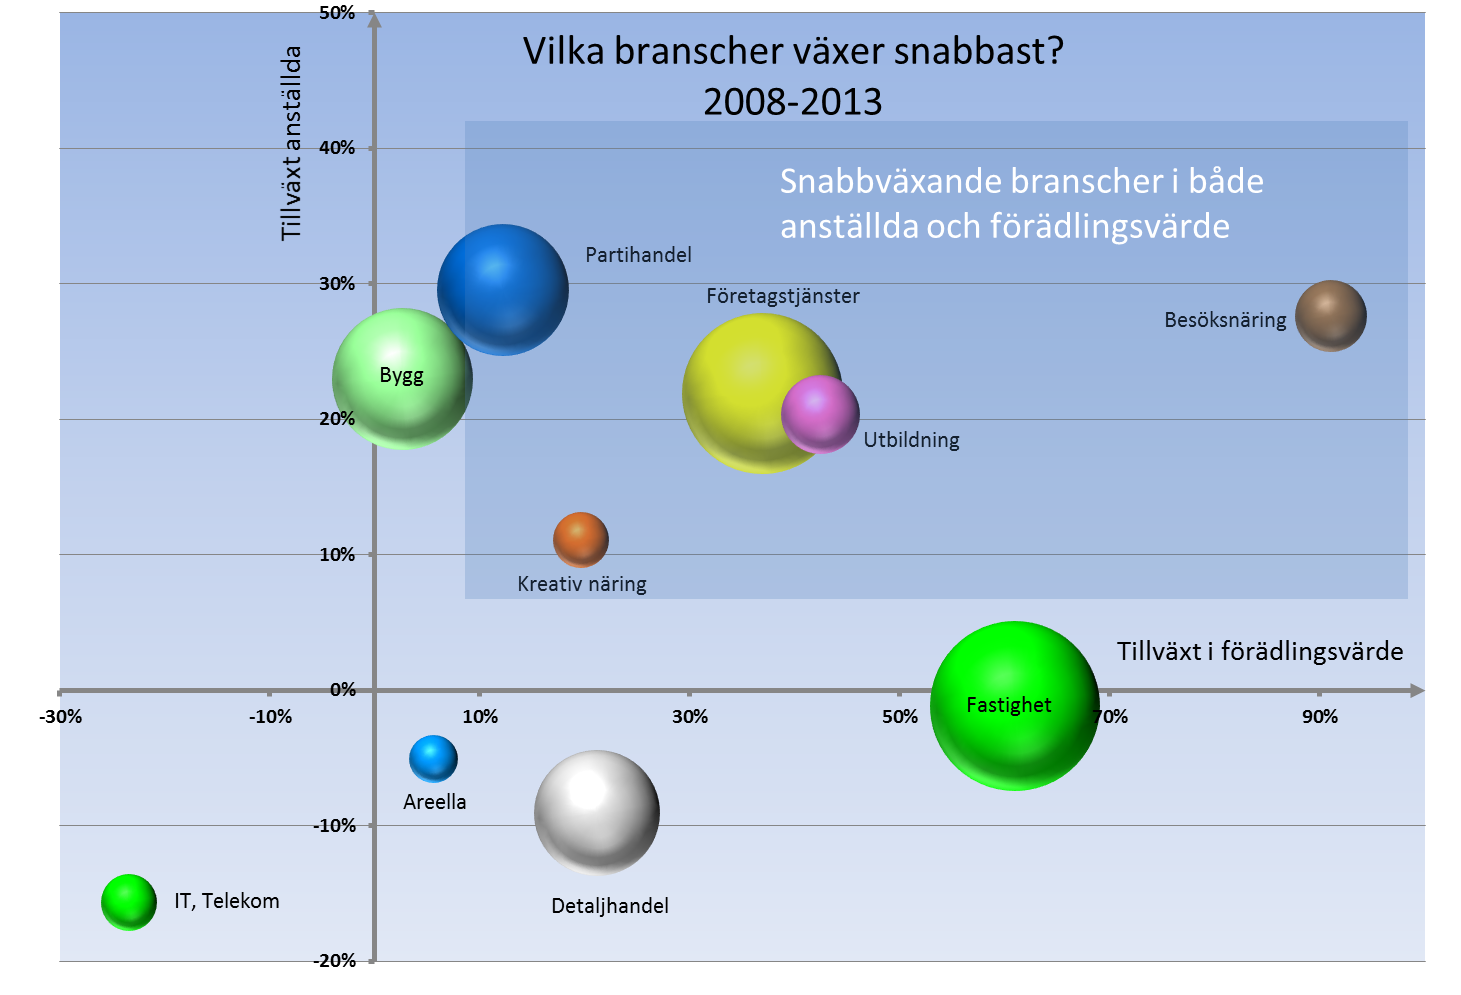 50%
Vilka branscher växer snabbast?
2008-2013
Tillväxt anställda
40%
Snabbväxande branscher i både
anställda och förädlingsvärde
Partihandel
30%
Företagstjänster
Besöksnäring
Bygg
20%
Utbildning
10%
Kreativ näring
Tillväxt i förädlingsvärde
0%
Fastighet
-30% -10% 10% 30% 50% 70% 90%
Areella
-10%
IT, Telekom
Detaljhandel
-20%